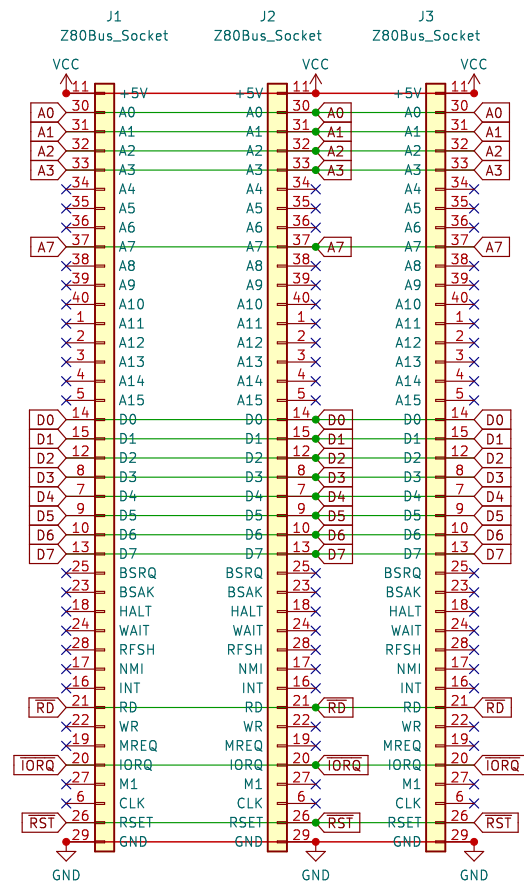 J1 J2 J3
Z80Bus_Socket Z80Bus_Socket Z80Bus_Socket
VCC VCC VCC
11 +5V +5V 11 +5V 11
A0 30 A0 A0 30 A0 A0 30 A0
A1 31 A1 A1 31 A1 A1 31 A1
A2 32 A2 A2 32 A2 A2 32 A2
A3 33 A3 A3 33 A3 A3 33 A3
34 A4 A4 34 A4 34
35 A5 A5 35 A5 35
36 A6 A6 36 A6 36
A7 37 A7 A7 37 A7 A7 37 A7
38 A8 A8 38 A8 38
39 A9 A9 39 A9 39
40 A10 A10 40 A10 40
1 A11 A11 1 A11 1
2 A12 A12 2 A12 2
3 A13 A13 3 A13 3
4 A14 A14 4 A14 4
5 A15 A15 5 A15 5
D0 14 D0 D0 14 D0 D0 14 D0
D1 15 D1 D1 15 D1 D1 15 D1
D2 12 D2 D2 12 D2 D2 12 D2
D3 8 D3 D3 8 D3 D3 8 D3
D4 7 D4 D4 7 D4 D4 7 D4
D5 9 D5 D5 9 D5 D5 9 D5
D6 10 D6 D6 10 D6 D6 10 D6
D7 13 D7 D7 13 D7 D7 13 D7
25 BSRQ BSRQ 25 BSRQ 25
23 BSAK BSAK 23 BSAK 23
18 HALT HALT 18 HALT 18
24 WAIT WAIT 24 WAIT 24
28 RFSH RFSH 28 RFSH 28
17 NMI NMI 17 NMI 17
16 INT INT 16 INT 16
R̅D̅ 21 RD RD 21 R̅D̅ RD 21 R̅D̅
22 WR WR 22 WR 22
19 MREQ MREQ 19 MREQ 19
I̅O̅R̅Q̅ 20 IORQ IORQ 20 I̅O̅R̅Q̅ IORQ 20 I̅O̅R̅Q̅
27 M1 M1 27 M1 27
6 CLK CLK 6 CLK 6
R̅S̅T̅ 26 RSET RSET 26 R̅S̅T̅ RSET 26 R̅S̅T̅
29 GND GND 29 GND 29
GND GND GND